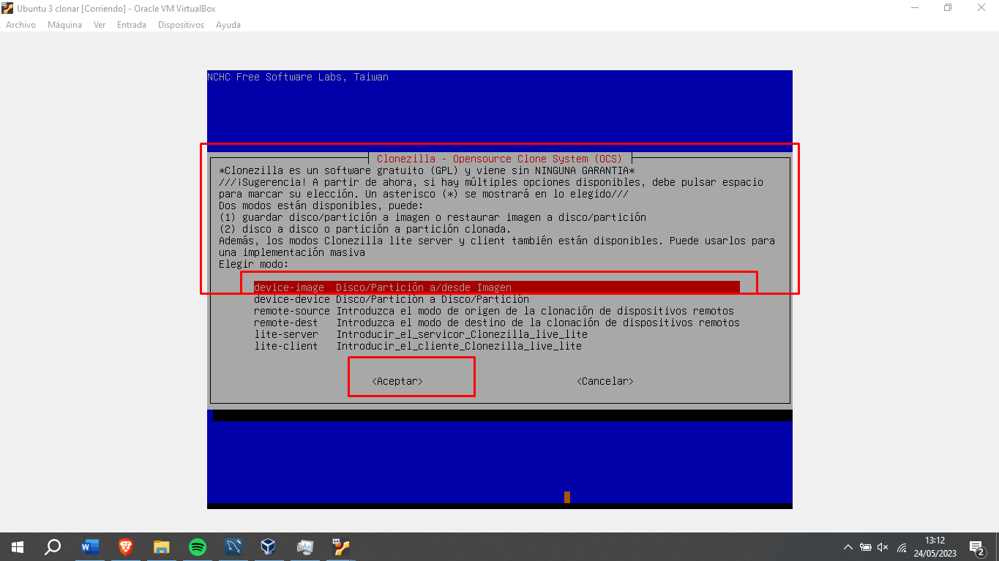 Ubuntu 3 clonar [Corriendo] - Oracle VM VirtualBox
Archivo Máquina Ver Entrada Dispositivos Ayuda
NCHC Free Software Labs, Taiwan
Clonezilla - Opensource Clone System (OCS)
*Clonezilla es un software gratuito (GPL) y viene sin NINGUNA GARANTIA*
///¡Sugerencia! A partir de ahora, si hay múltiples opciones disponibles, debe pulsar espacio
para marcar su elección. Un asterisco (*) se mostrará en lo elegido///
Dos modos están disponibles, puede:
(1) guardar disco/partición a imagen o restaurar imagen a disco/partición
(2) disco a disco o partición a partición clonada.
Además, los modos Clonezilla lite server y client también están disponibles. Puede usarlos para
una implementación masiva
Elegir modo:
device-image Disco/Partición a/desde Imagen
device-device Disco/Partición a Disco/Partición
remote-source Introduzca el modo de origen de la clonación de dispositivos remotos
remote-dest Introduzca el modo de destino de la clonación de dispositivos remotos
lite-server Introducir_el_servicor_Clonezilla_live_lite
lite-client Introducir_el_cliente_Clonezilla_live_lite
<Aceptar> <Cancelar>
13:12
24/05/2023
2